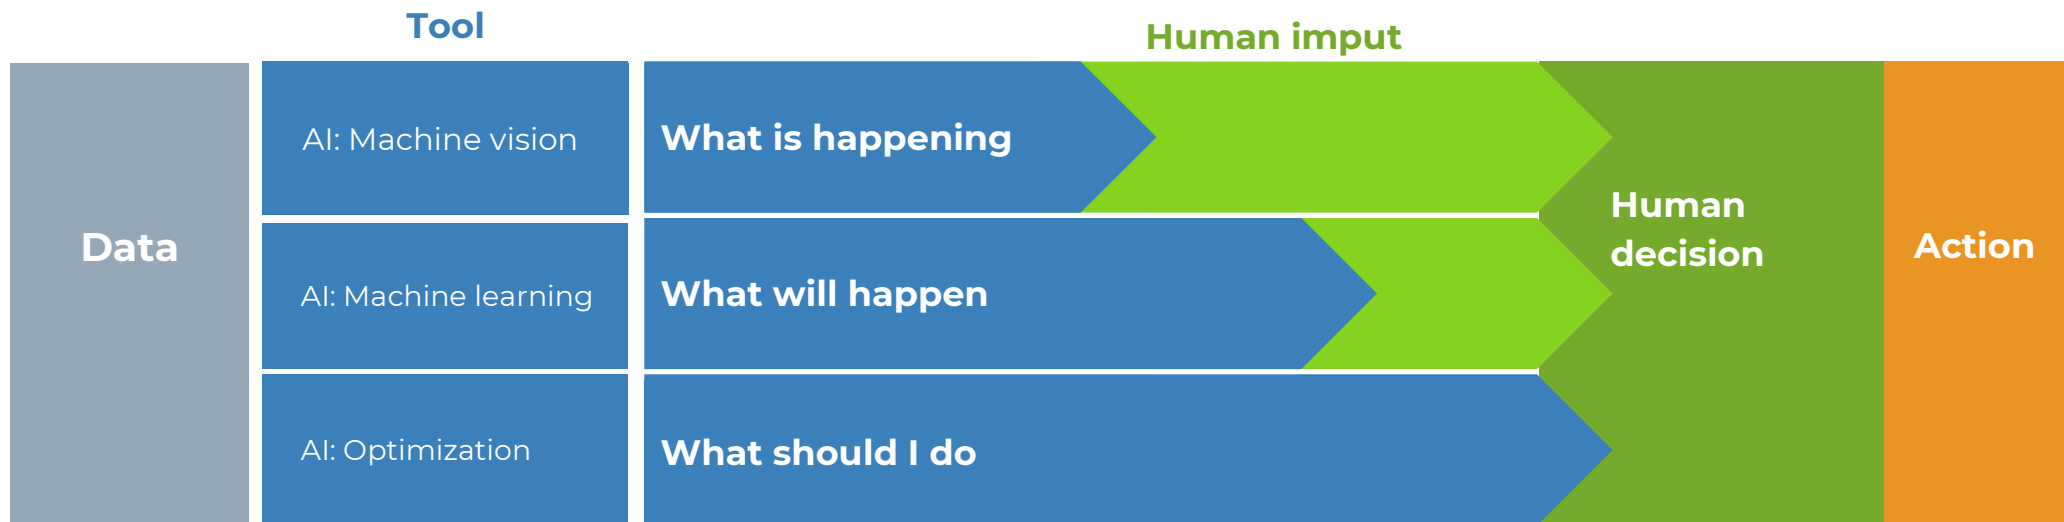 Tool
Human imput
Data
AI: Machine vision
What is happening
AI: Machine learning
What will happen
AI: Optimization
What should I do
Human
decision
Action